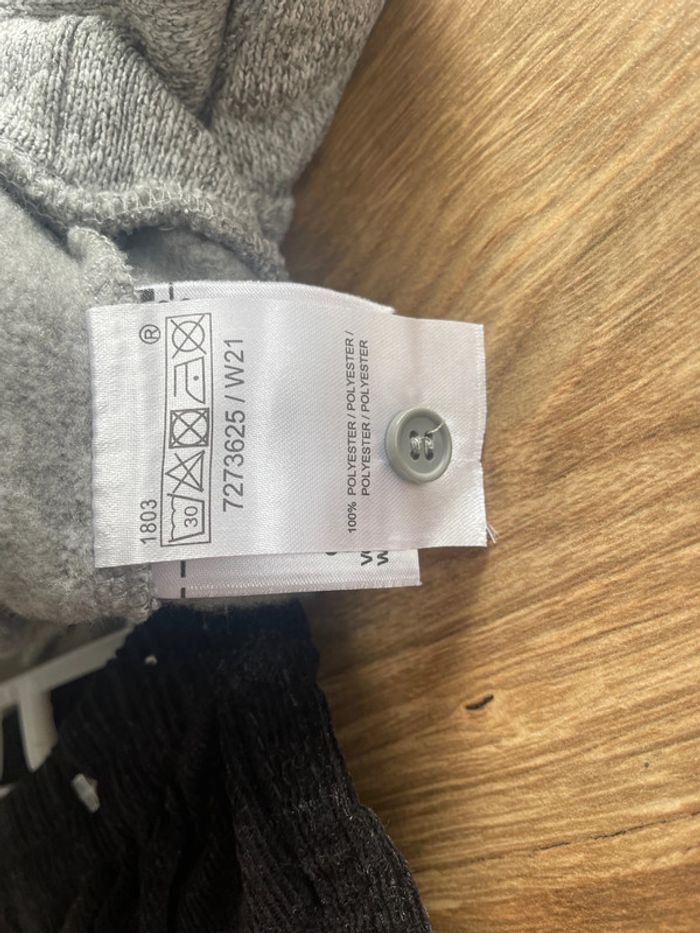 1803
®
30
7273625 / W21
100% POLYESTER / POLYESTER /
POLYESTER / POLYESTER